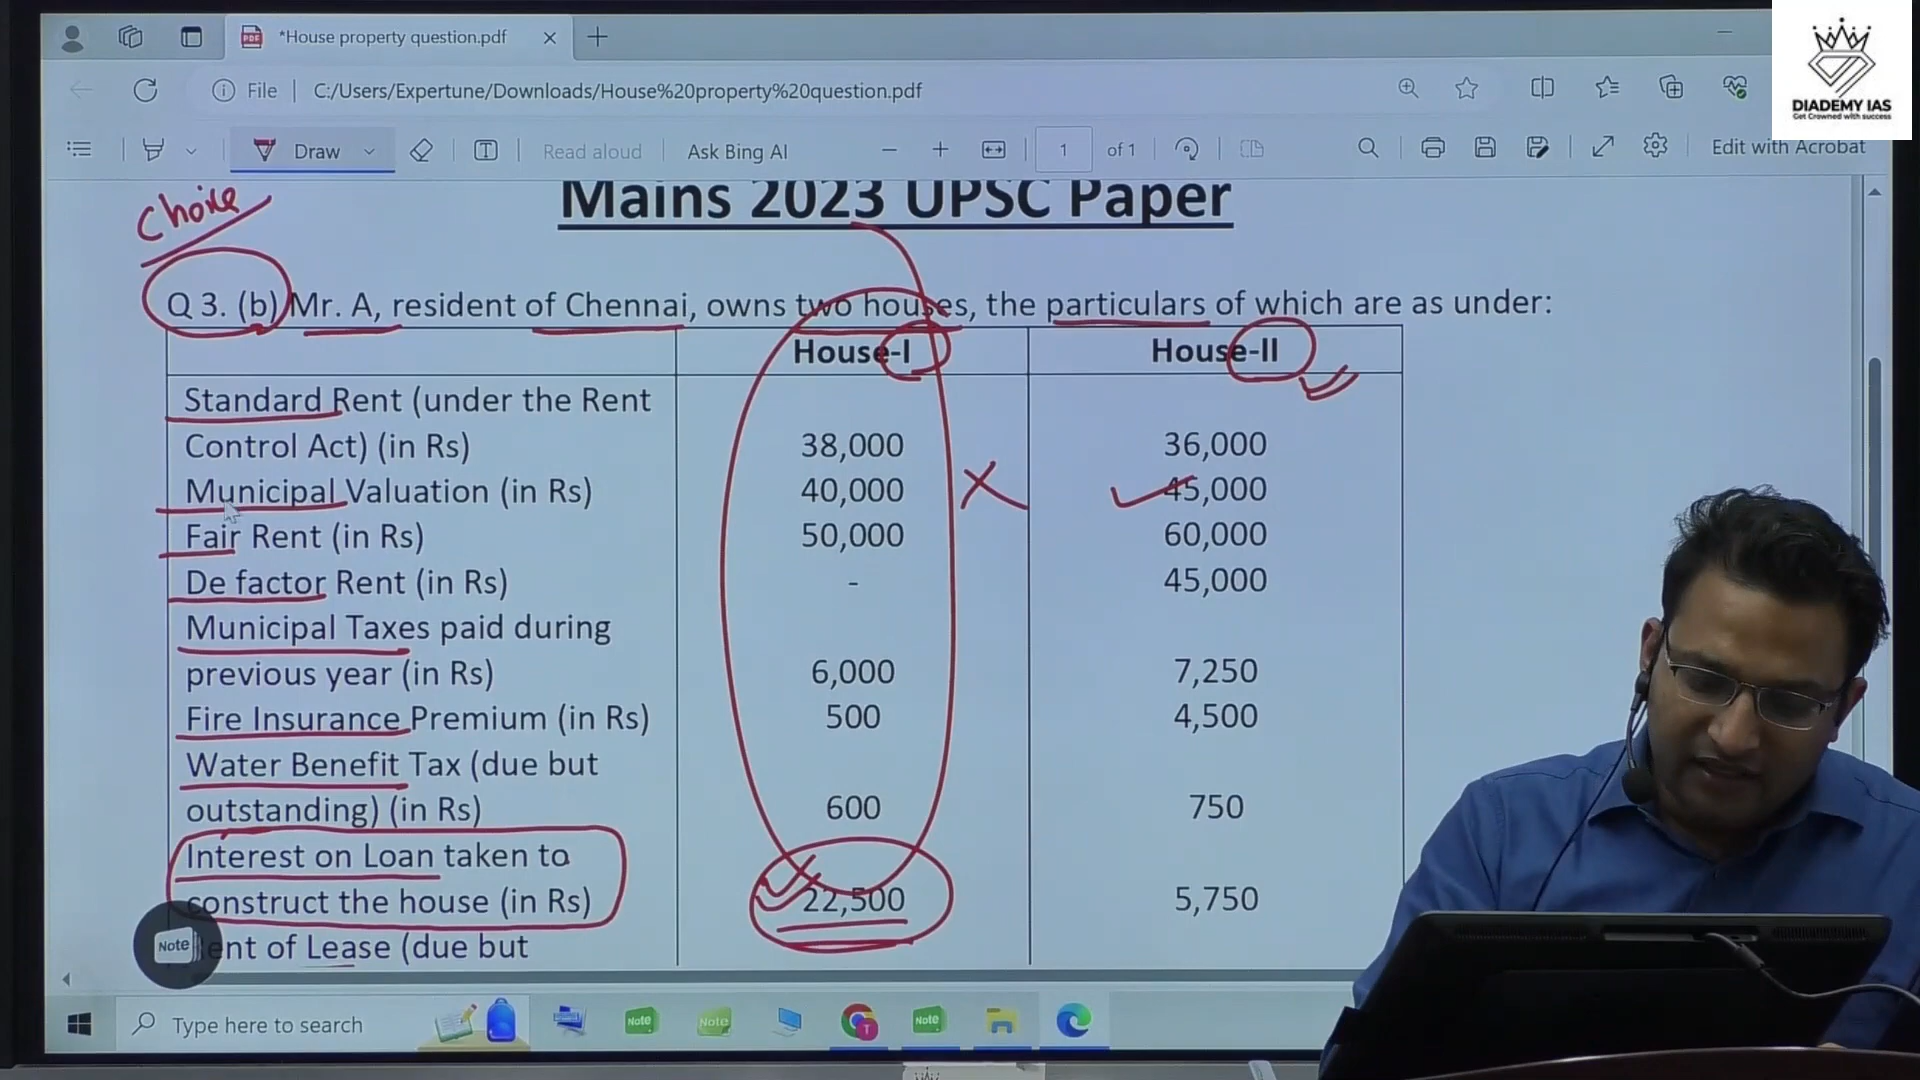 *House property question.pdf
DIADEMY IAS
Get Crowned with success
File
C:/Users/Expertune/Downloads/House%20property%20question.pdf
Draw
Read aloud
Ask Bing AI
1
of 1
Edit with Acrobat
Mains 2023 UPSC Paper
Choice
Q 3. (b) Mr. A, resident of Chennai, owns two houses, the particulars of which are as under:
House-I House-II
Standard Rent (under the Rent
Control Act) (in Rs) 38,000 36,000
Municipal Valuation (in Rs) 40,000 45,000
Fair Rent (in Rs) 50,000 60,000
De factor Rent (in Rs) - 45,000
Municipal Taxes paid during
previous year (in Rs) 6,000 7,250
Fire Insurance Premium (in Rs) 500 4,500
Water Benefit Tax (due but
outstanding) (in Rs) 600 750
Interest on Loan taken to
construct the house (in Rs) 22,500 5,750
Note
ent of Lease (due but
Type here to search
Note
Note
Note
T